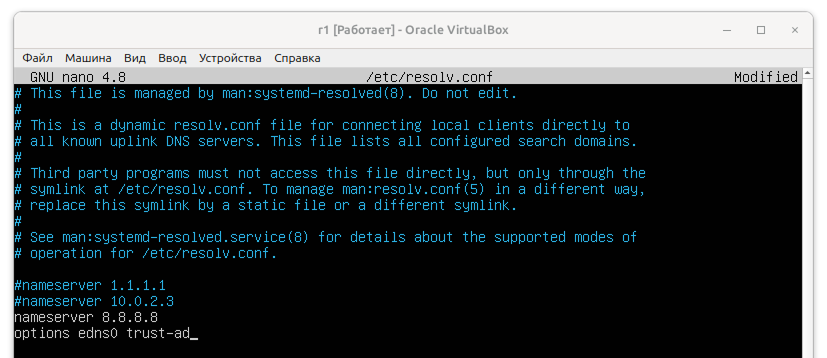 r1 [Работает] - Oracle VirtualBox
Файл Машина Вид Ввод Устройства Справка
GNU nano 4.8 /etc/resolv.conf Modified
# This file is managed by man:systemd-resolved(8). Do not edit.
#
# This is a dynamic resolv.conf file for connecting local clients directly to
# all known uplink DNS servers. This file lists all configured search domains.
#
# Third party programs must not access this file directly, but only through the
# symlink at /etc/resolv.conf. To manage man:resolv.conf(5) in a different way,
# replace this symlink by a static file or a different symlink.
#
# See man:systemd-resolved.service(8) for details about the supported modes of
# operation for /etc/resolv.conf.
#nameserver 1.1.1.1
#nameserver 10.0.2.3
nameserver 8.8.8.8
options edns0 trust-ad